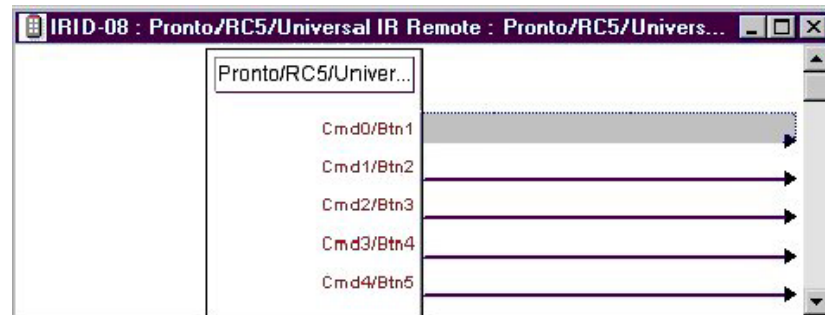 IRID-08 : Pronto/RC5/Universal IR Remote : Pronto/RC5/Univers...
Pronto/RC5/Univer...
Cmd0/Btn1
Cmd1/Btn2
Cmd2/Btn3
Cmd3/Btn4
Cmd4/Btn5